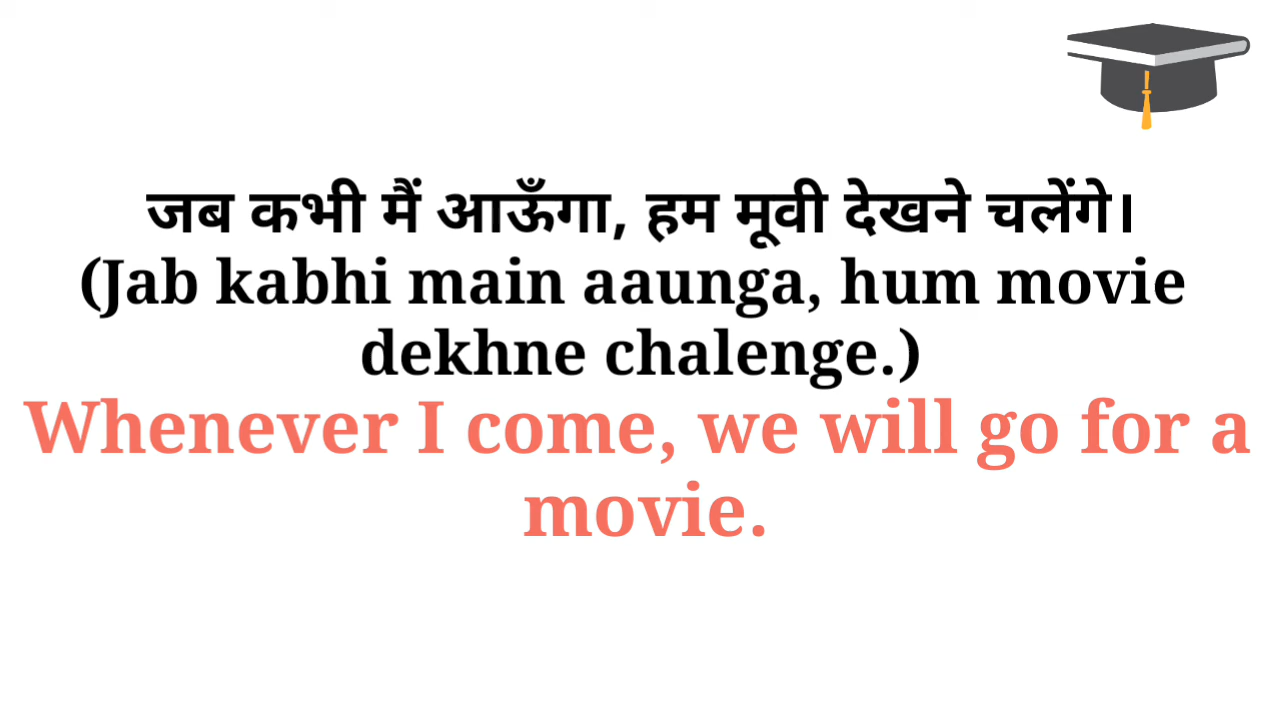 जब कभी मैं आऊँगा, हम मूवी देखने चलेंगे।
(Jab kabhi main aaunga, hum movie
dekhne chalenge.)
Whenever I come, we will go for a
movie.